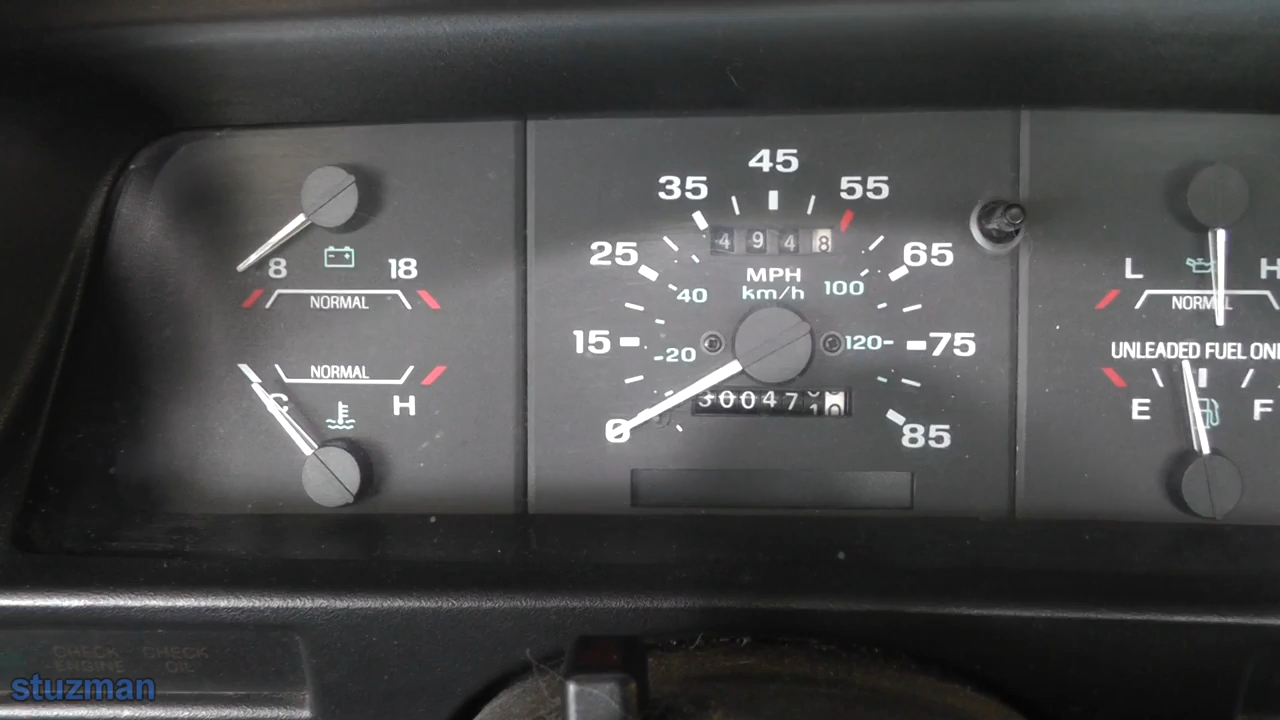 45
35 55
4 9 4 8
25 65
MPH
km/h
40 100
15 75
20 120
30047
0 85
8 18
NORMAL
NORMAL
C H
L H
NORMAL
UNLEADED FUEL ONL
E F
CHECK ENGINE
CHECK OIL
stuzman